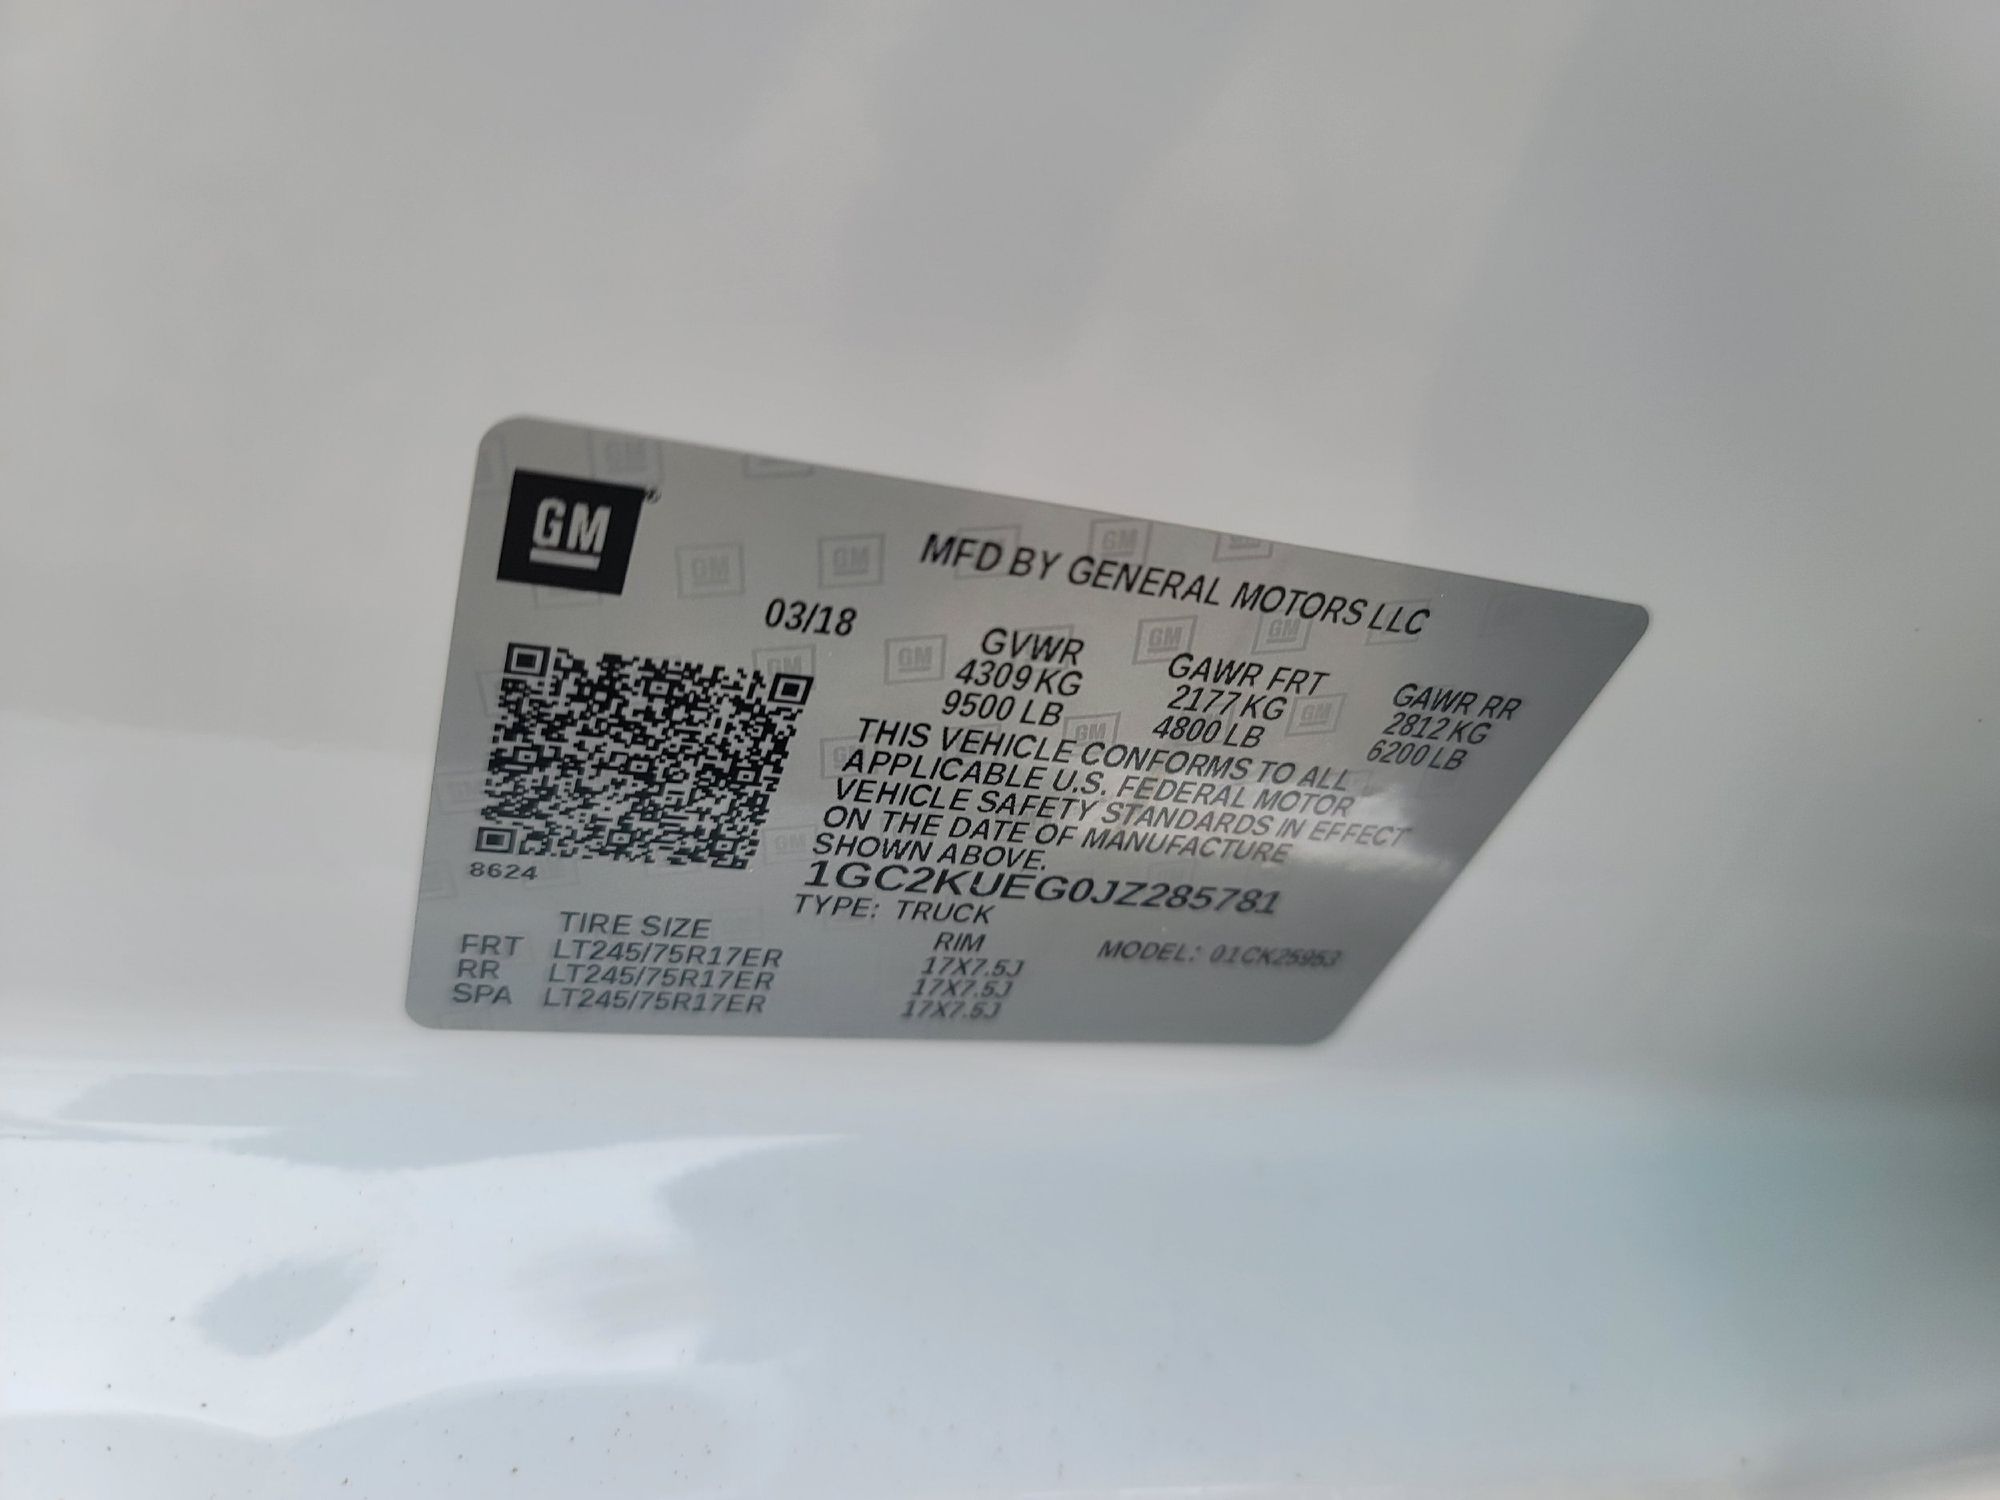 GM
MFD BY GENERAL MOTORS LLC
03/18
GVWR GAWR FRT GAWR RR
4309 KG 2177 KG 2812 KG
9500 LB 4800 LB 6200 LB
THIS VEHICLE CONFORMS TO ALL
APPLICABLE U.S. FEDERAL MOTOR
VEHICLE SAFETY STANDARDS IN EFFECT
ON THE DATE OF MANUFACTURE
SHOWN ABOVE.
8624
1GC2KUEG0JZ285781
TYPE: TRUCK
MODEL: 01CK25953
TIRE SIZE RIM
FRT LT245/75R17ER 17X7.5J
RR LT245/75R17ER 17X7.5J
SPA LT245/75R17ER 17X7.5J